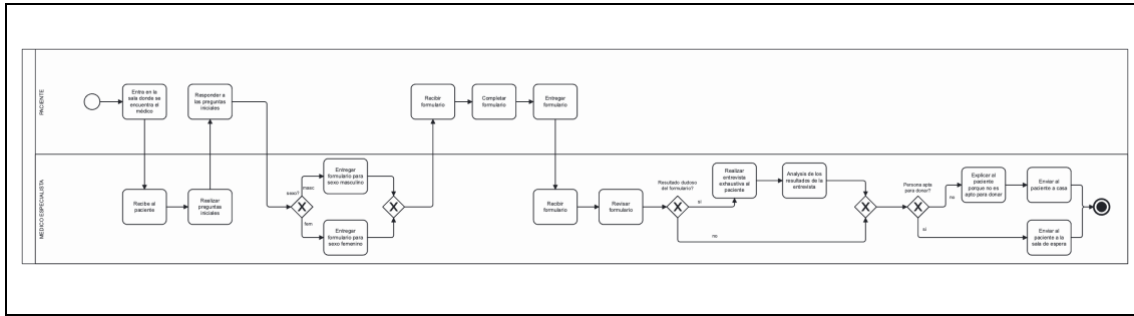 PACIENTE
Entra en la
sala donde se
encuentra el
médico
Responder a
las preguntas
iniciales
Recibir
formulario
Completar
formulario
Entregar
formulario
MÉDICO ESPECIALISTA
Recibe al
paciente
Realizar
preguntas
iniciales
sexo?
masc
fem
Entregar
formulario para
sexo masculino
Entregar
formulario para
sexo femenino
Recibir
formulario
Revisar
formulario
Resultado dudoso
del formulario?
si
no
Realizar
entrevista
exhaustiva al
paciente
Analisis de los
resultados de la
entrevista
Persona apta
para donar?
no
si
Explicar al
paciente
porque no es
apto para donar
Enviar al
paciente a casa
Enviar al
paciente a la
sala de espera